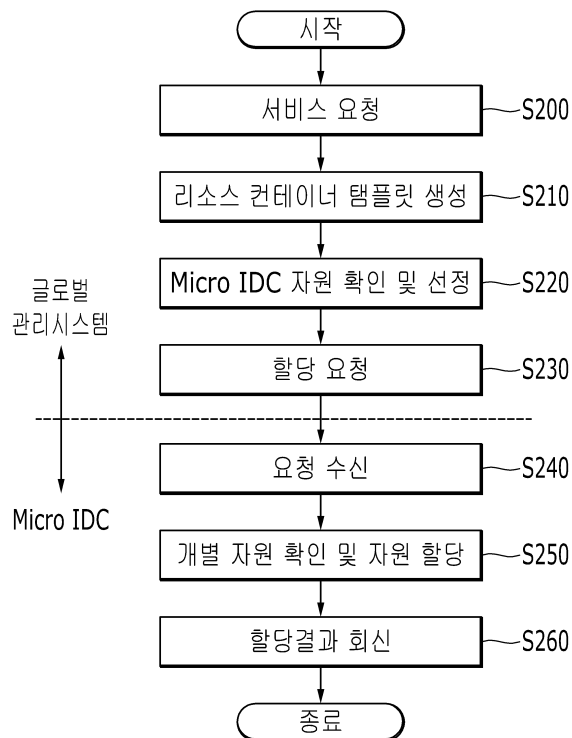 시작
서비스 요청
S200
리소스 컨테이너 탬플릿 생성
S210
Micro IDC 자원 확인 및 선정
S220
글로벌
관리시스템
할당 요청
S230
요청 수신
S240
Micro IDC
개별 자원 확인 및 자원 할당
S250
할당결과 회신
S260
종료